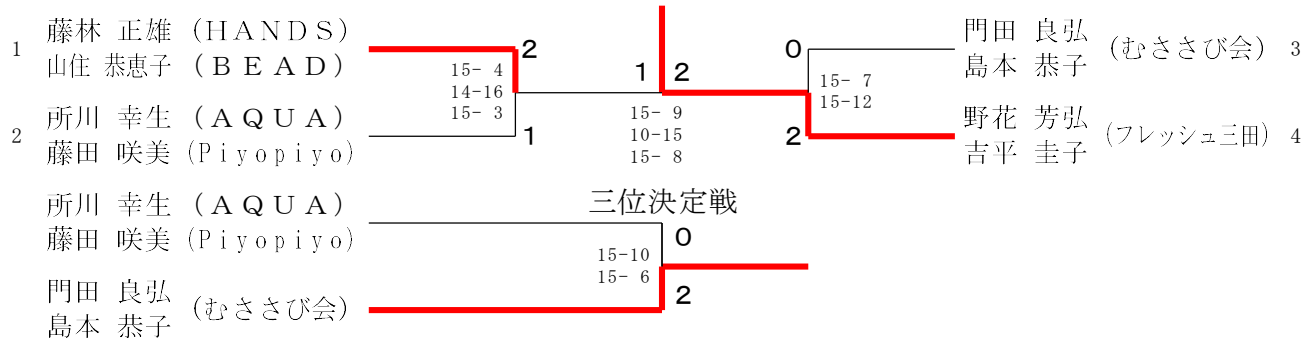 1 藤林 正雄 (HANDS)
山住 恭恵子 (BEAD)
2 所川 幸生 (AQUA)
藤田 咲美 (Piyopiyo)
2
15- 4
14-16
15- 3
1
1 2
15- 9
10-15
15- 8
0
15- 7
15-12
2
門田 良弘 (むささび会) 3
島本 恭子
野花 芳弘 (フレッシュ三田) 4
吉平 圭子
三位決定戦
所川 幸生 (AQUA)
藤田 咲美 (Piyopiyo)
門田 良弘 (むささび会)
島本 恭子
0
15-10
15- 6
2